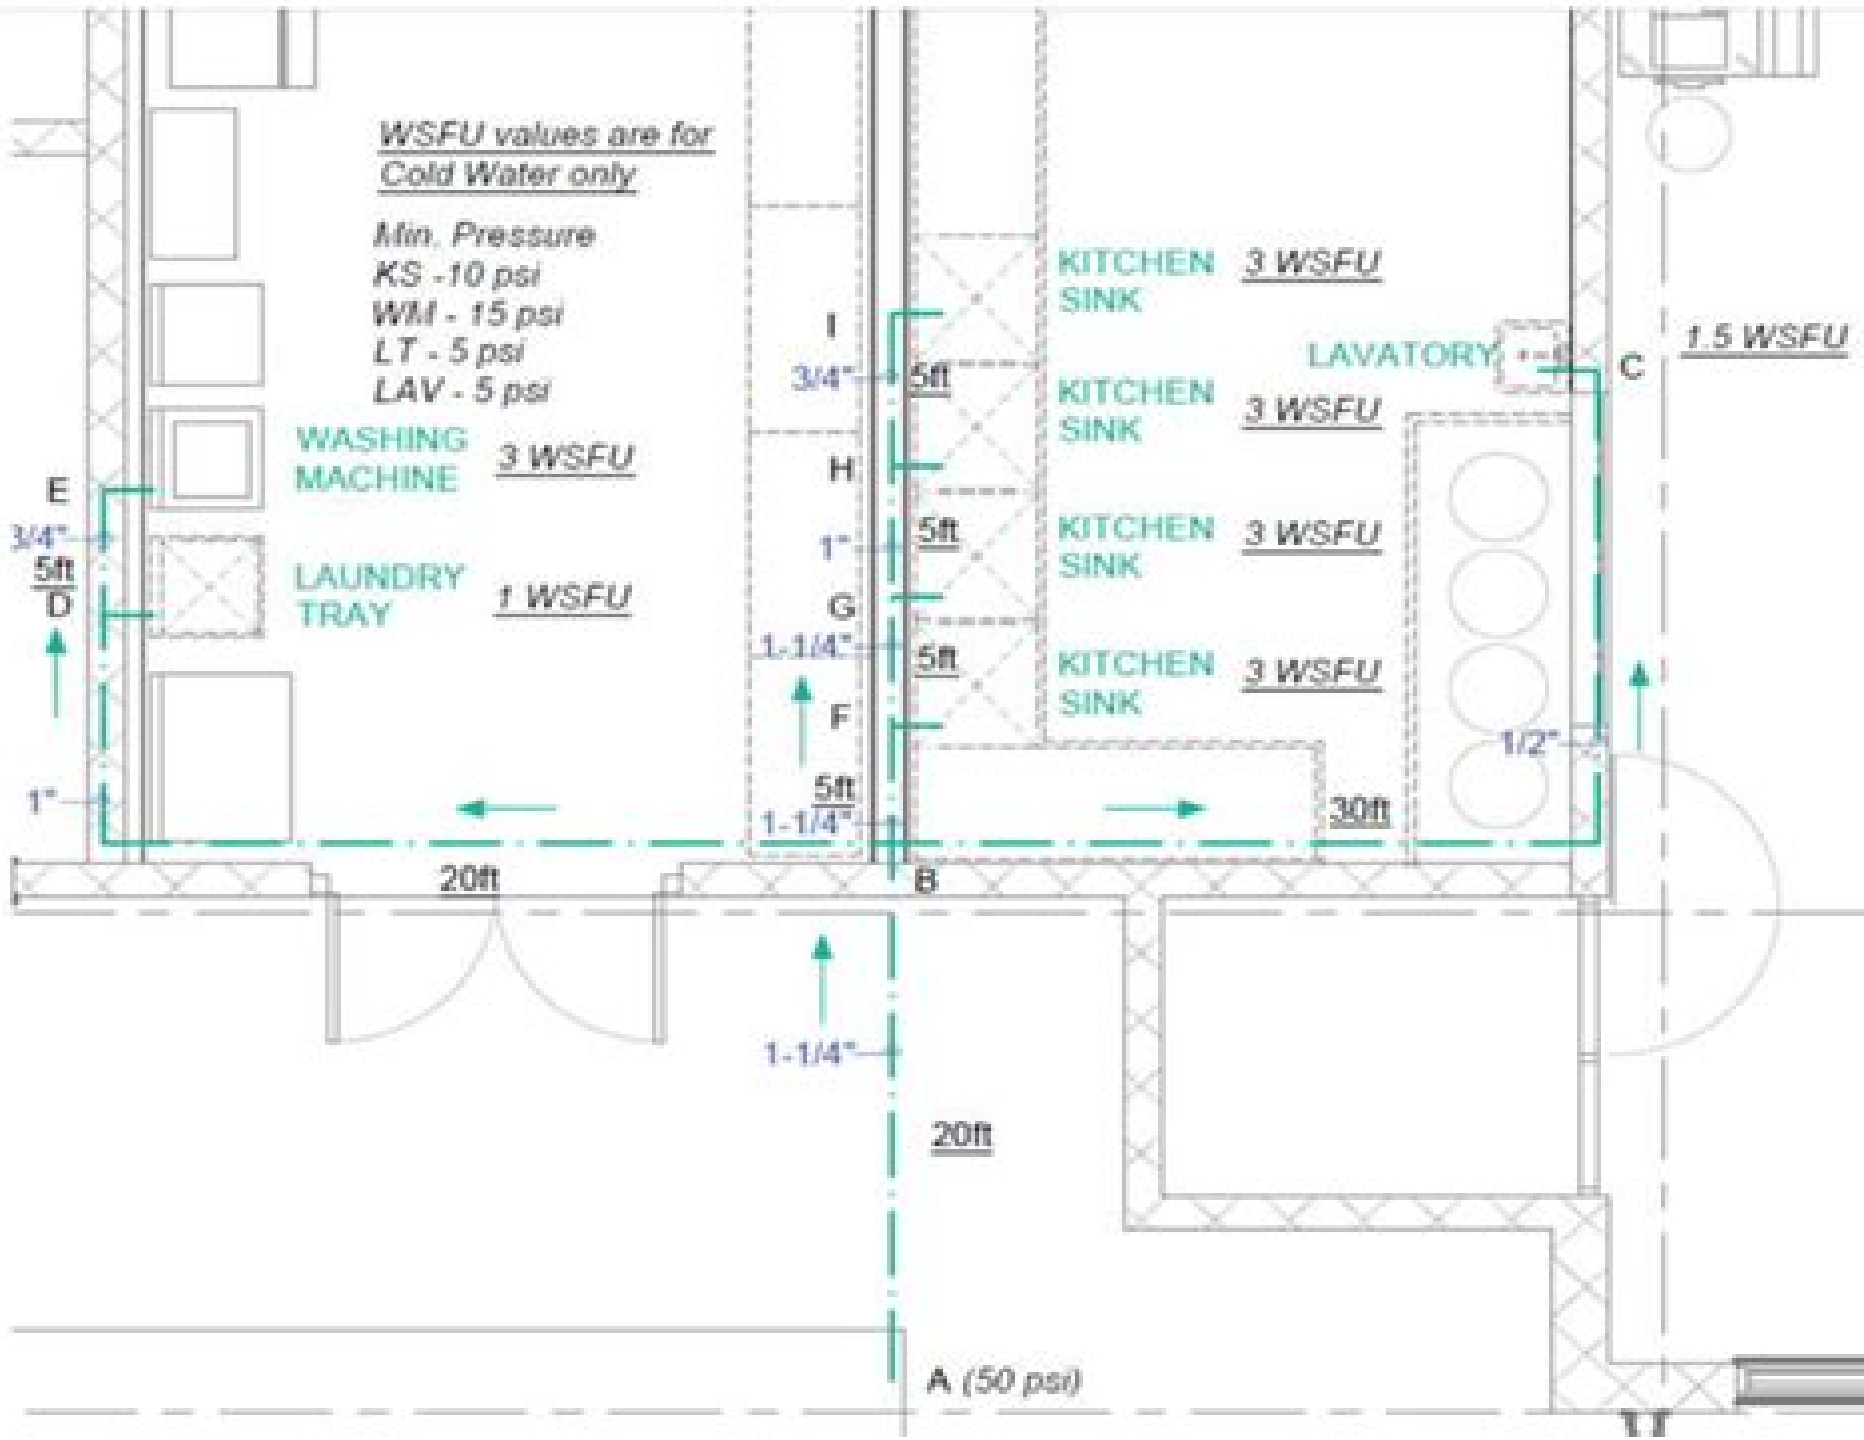 WSFU values are for
Cold Water only
Min. Pressure
KS -10 psi
WM - 15 psi
LT - 5 psi
LAV - 5 psi
WASHING
MACHINE
3 WSFU
LAUNDRY
TRAY
1 WSFU
E
3/4"
5ft
D
1"
20ft
I
3/4"
5ft
H
1"
5ft
G
1-1/4"
5ft
F
5ft
1-1/4"
B
KITCHEN
SINK
3 WSFU
KITCHEN
SINK
3 WSFU
KITCHEN
SINK
3 WSFU
KITCHEN
SINK
3 WSFU
LAVATORY
C
1.5 WSFU
1/2"
30ft
1-1/4"
20ft
A (50 psi)